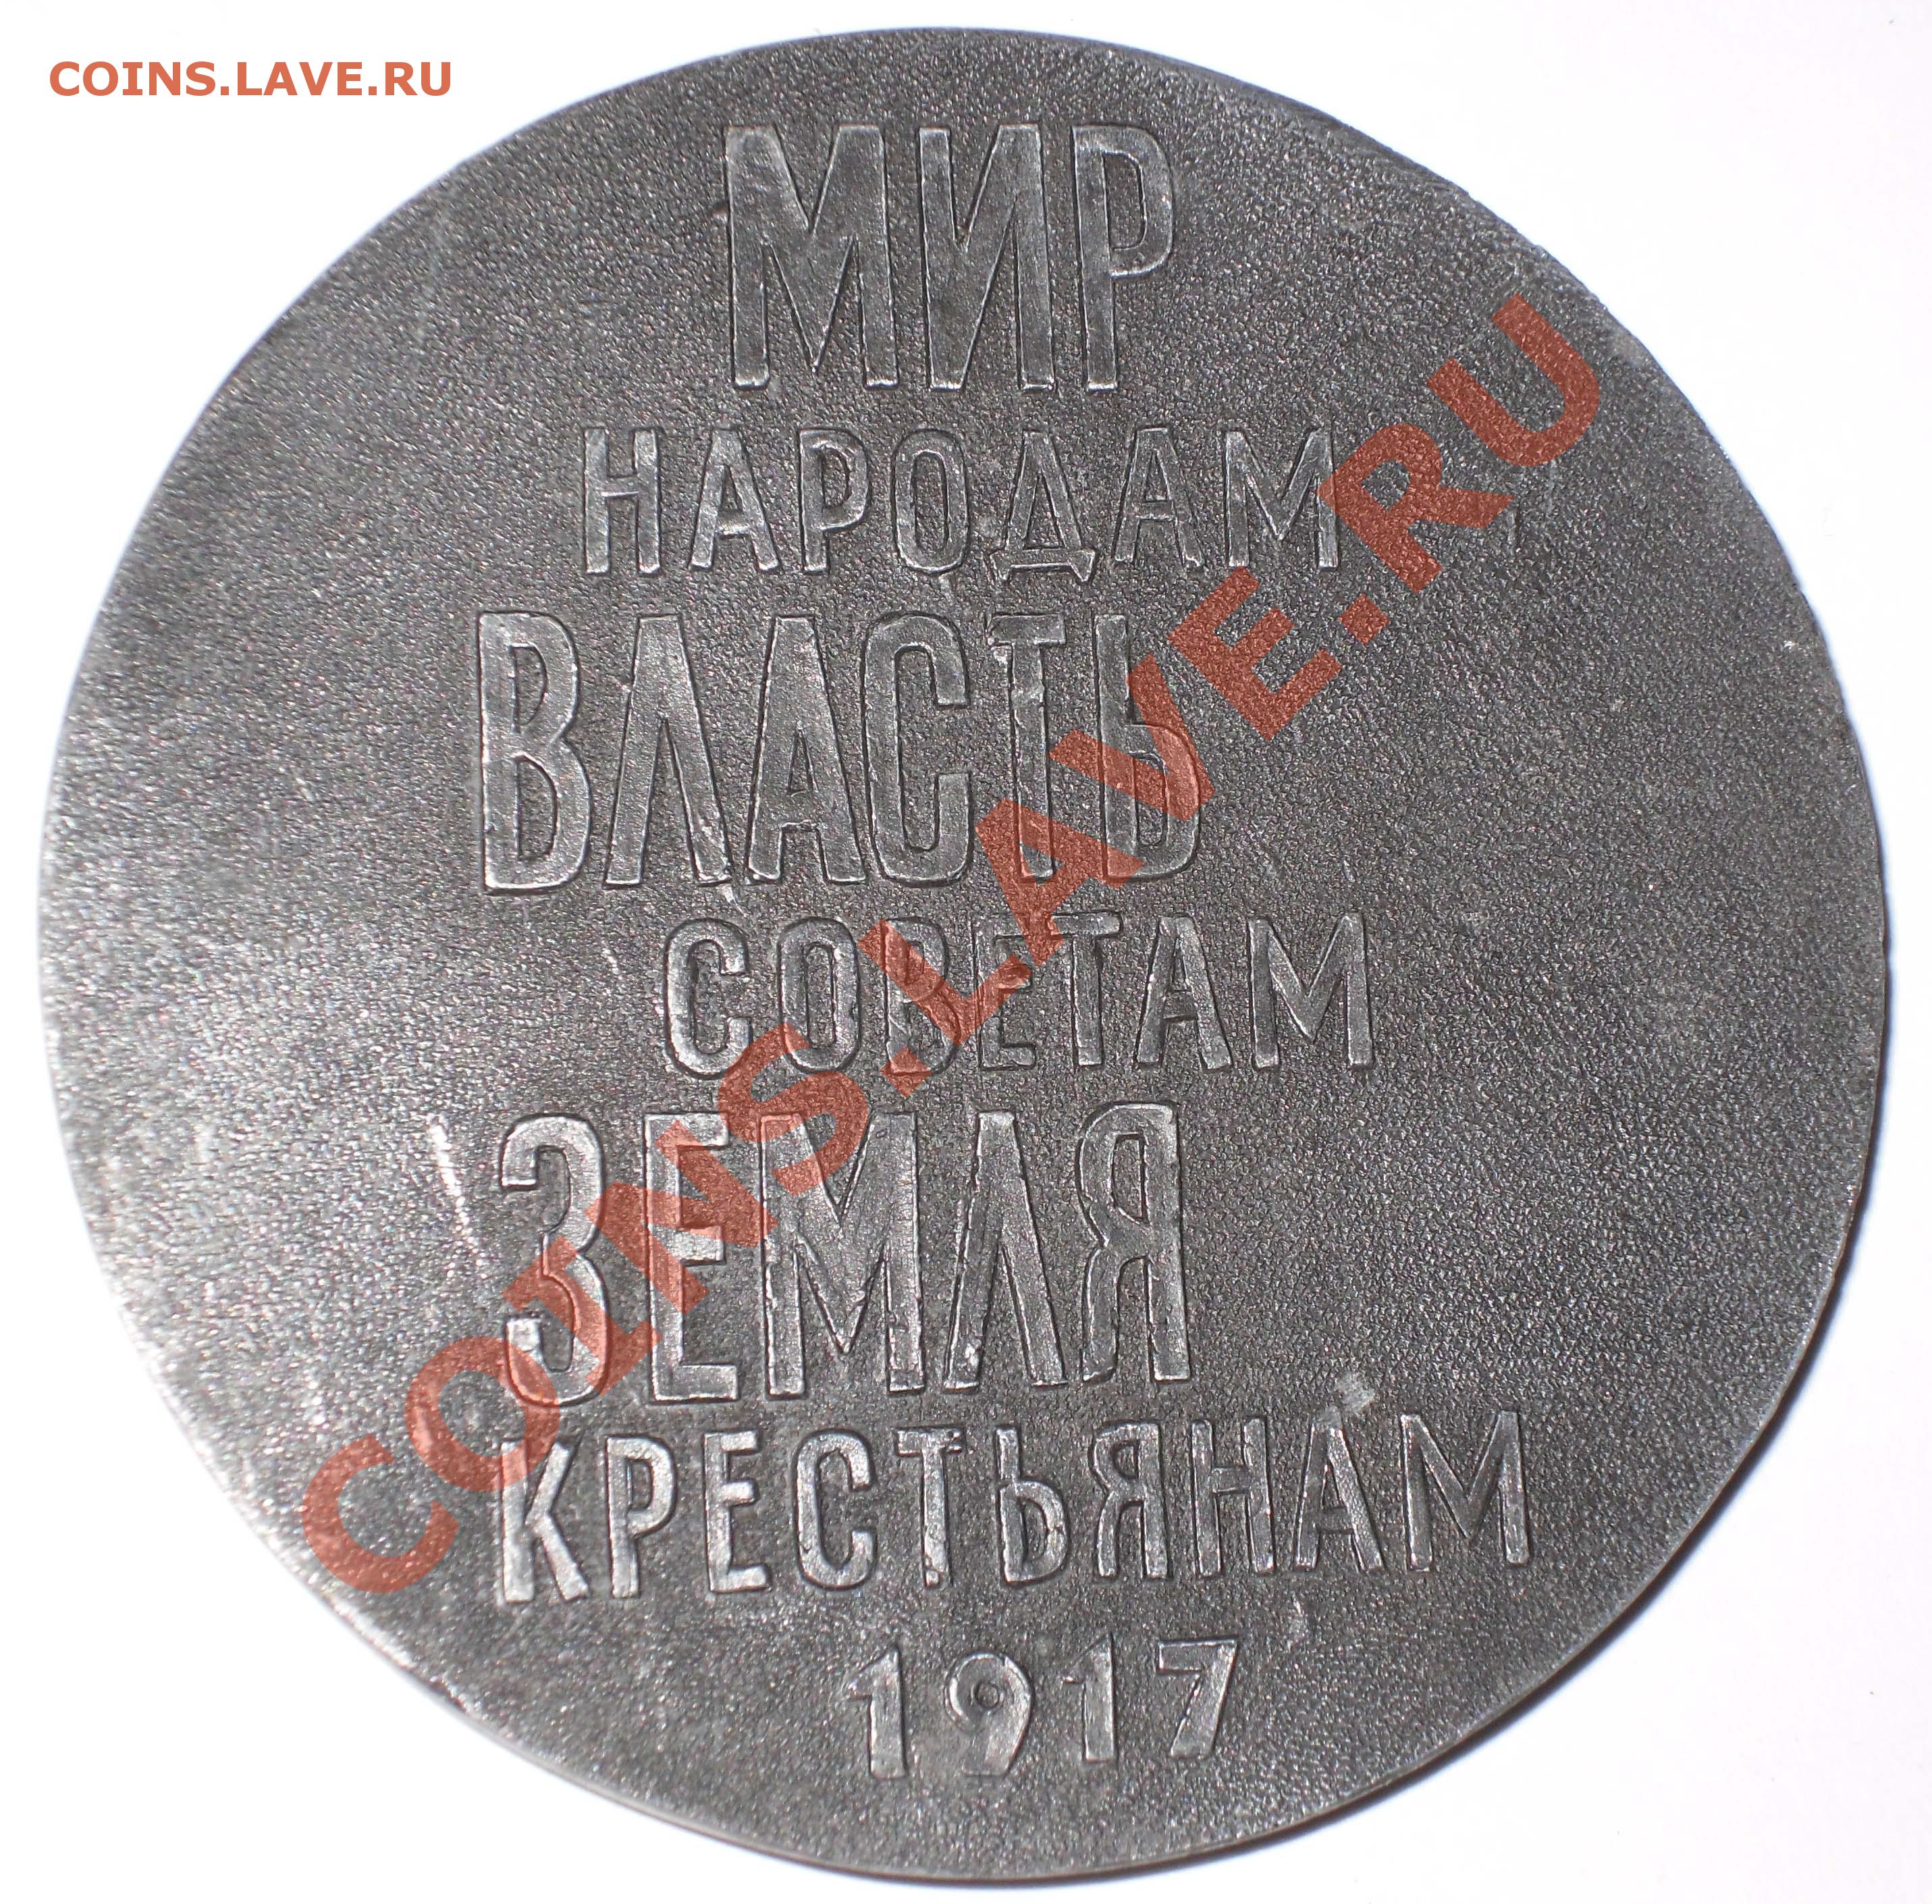 COINS.LAVE.RU
МИР
НАРОДАМ
ВЛАСТЬ
СОВЕТАМ
ЗЕМЛЯ
КРЕСТЬЯНАМ
1917
COINS.LAVE.RU